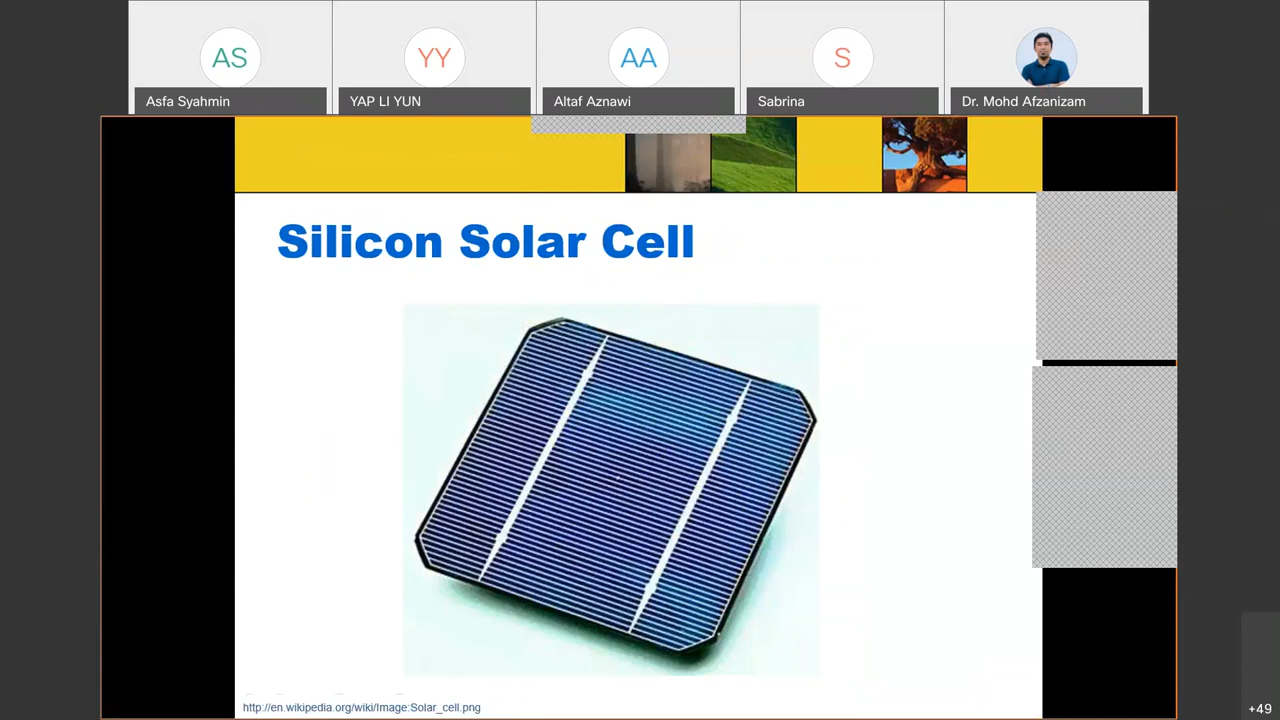 AS
YY
AA
S
Asfa Syahmin
YAP LI YUN
Altaf Aznawi
Sabrina
Dr. Mohd Afzanizam
Silicon Solar Cell
http://en.wikipedia.org/wiki/Image:Solar_cell.png
+49